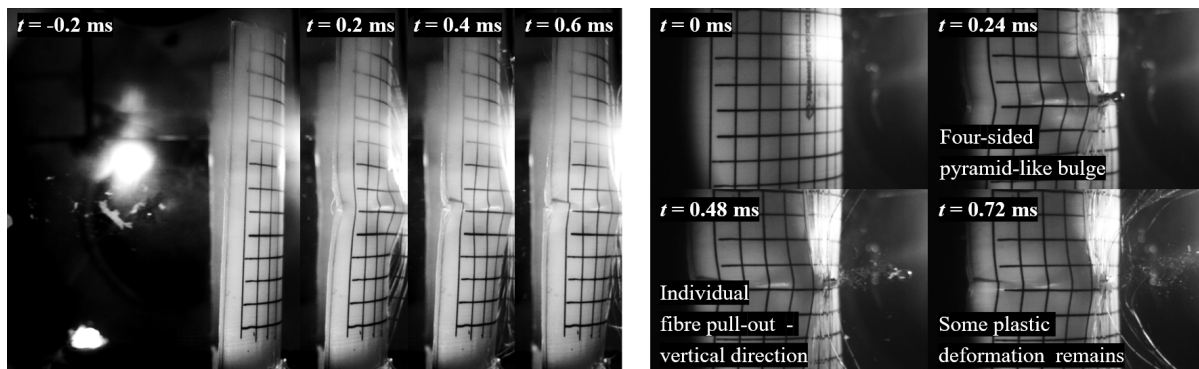 t = -0.2 ms
t = 0.2 ms
t = 0.4 ms
t = 0.6 ms
t = 0 ms
t = 0.24 ms
Four-sided
pyramid-like bulge
t = 0.48 ms
Individual
fibre pull-out -
vertical direction
t = 0.72 ms
Some plastic
deformation remains